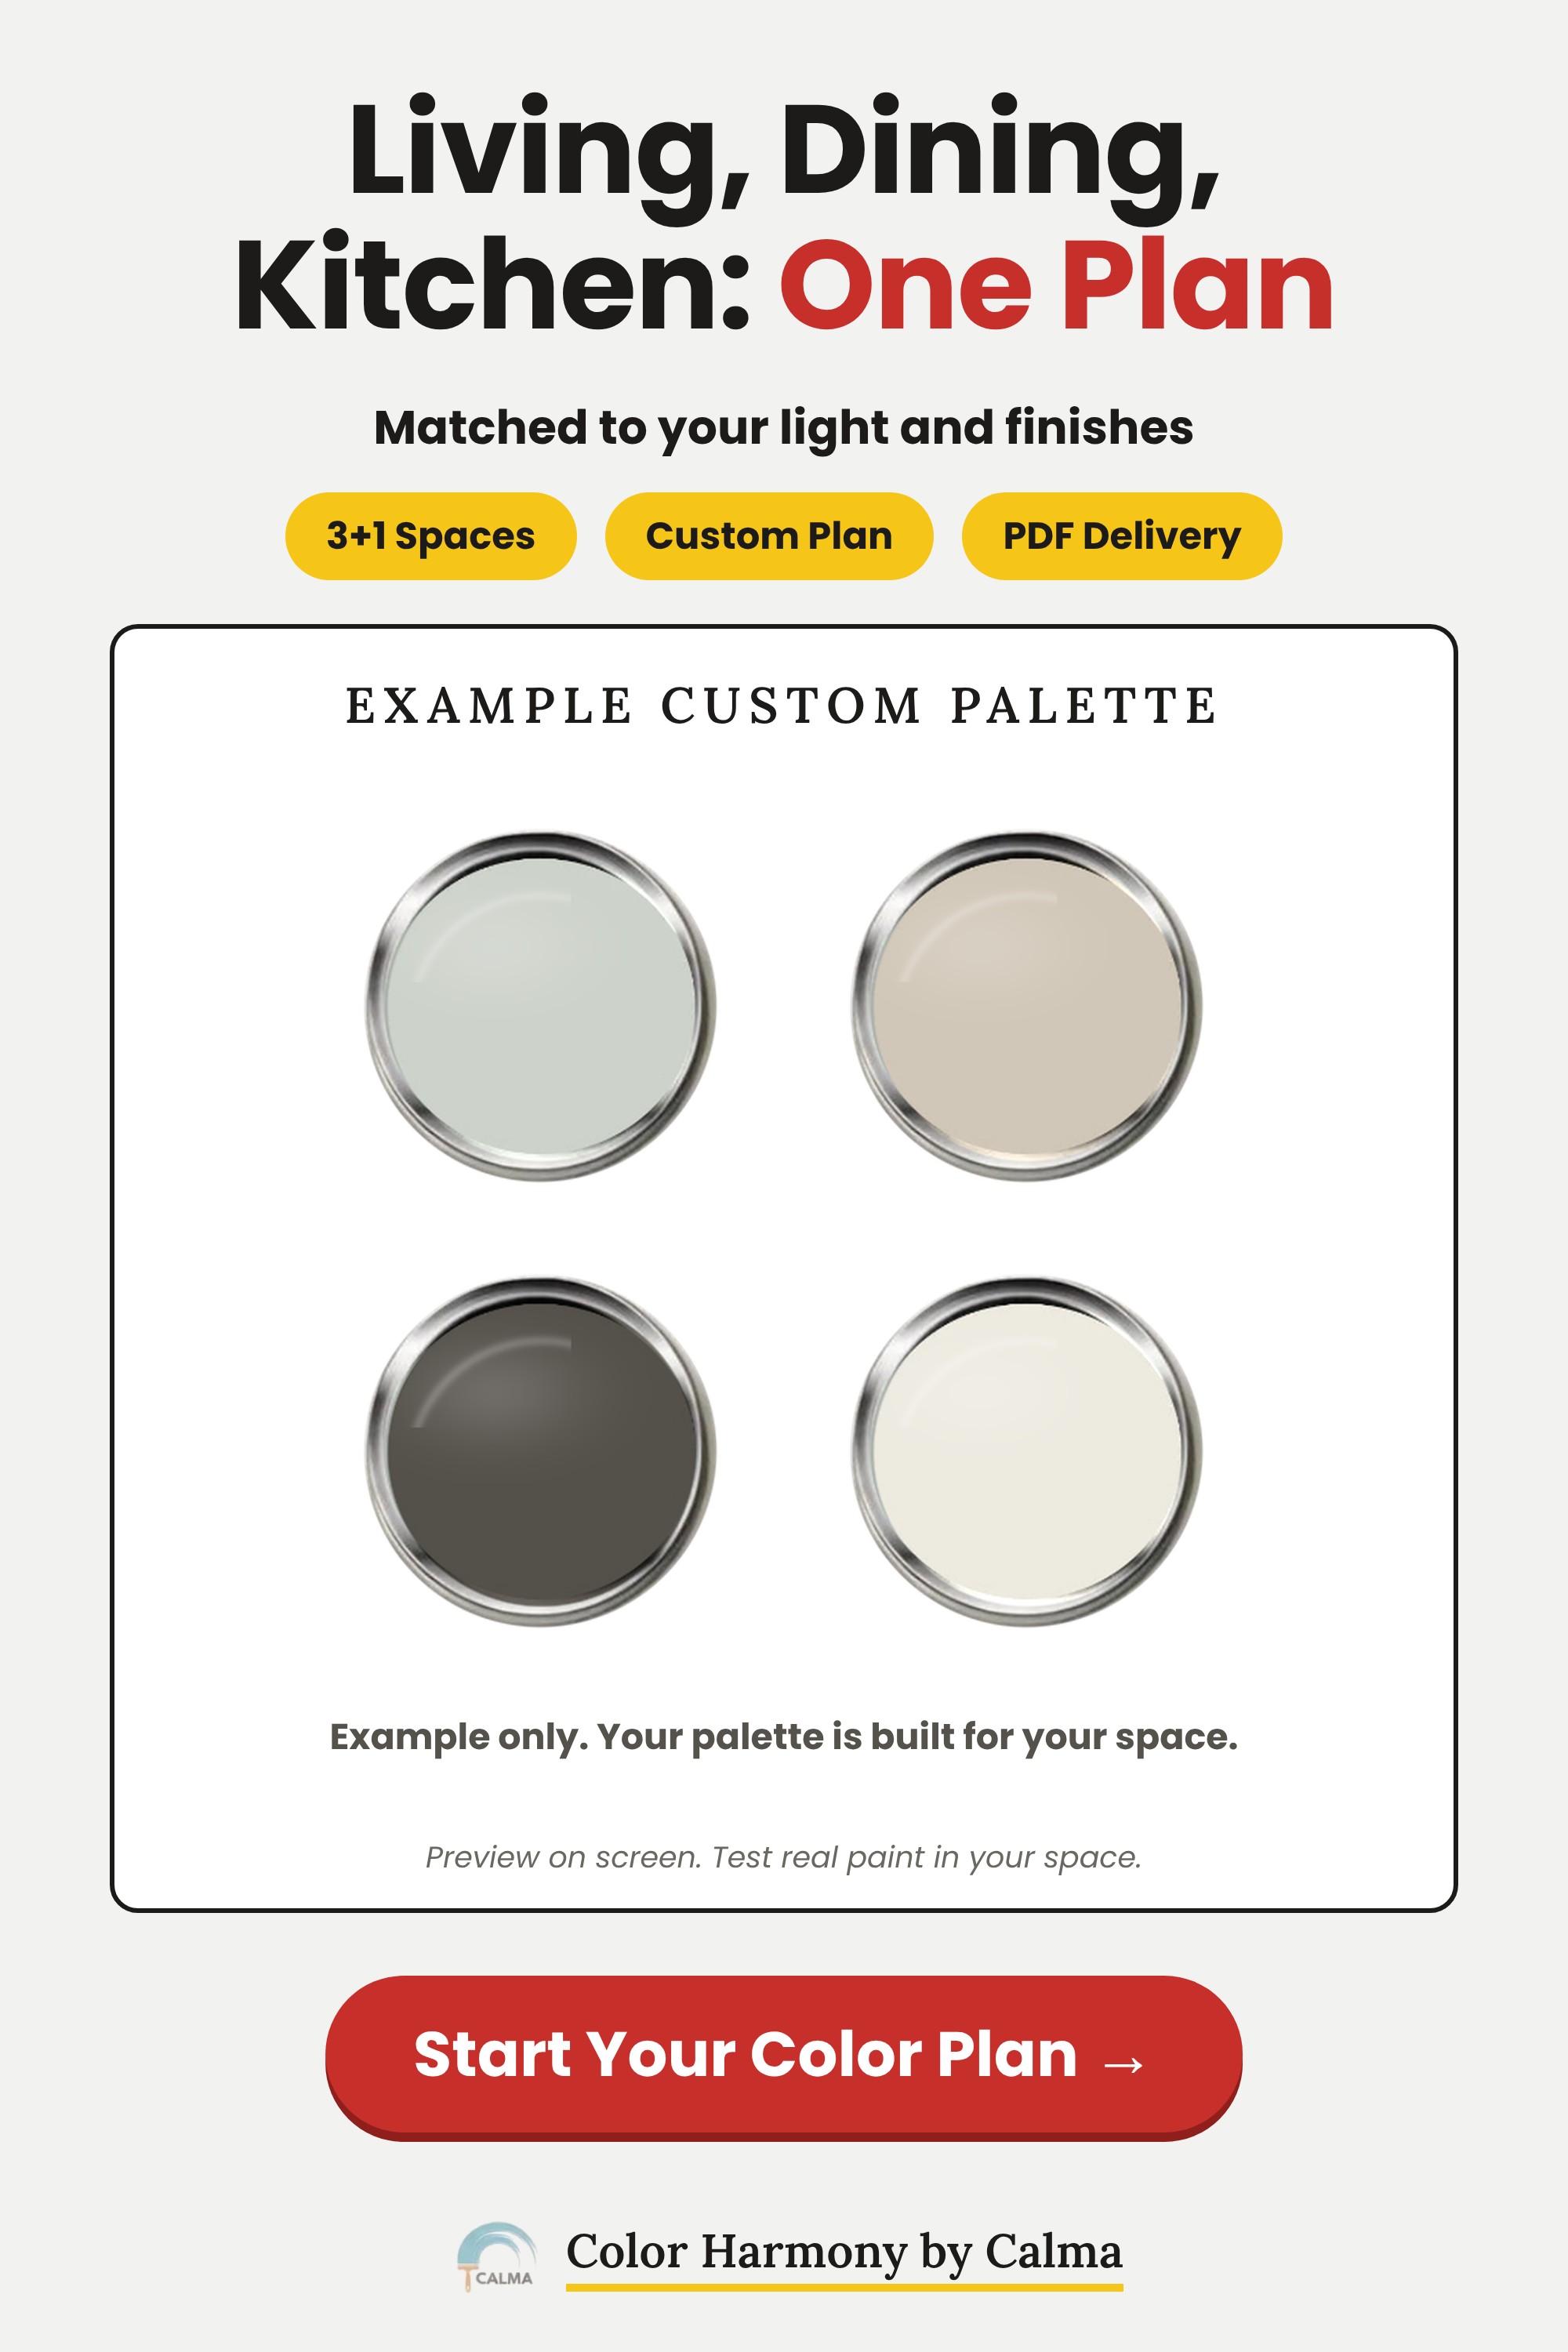 Living, Dining,
Kitchen: One Plan
Matched to your light and finishes
3+1 Spaces
Custom Plan
PDF Delivery
EXAMPLE CUSTOM PALETTE
Example only. Your palette is built for your space.
Preview on screen. Test real paint in your space.
Start Your Color Plan →
CALMA
Color Harmony by Calma